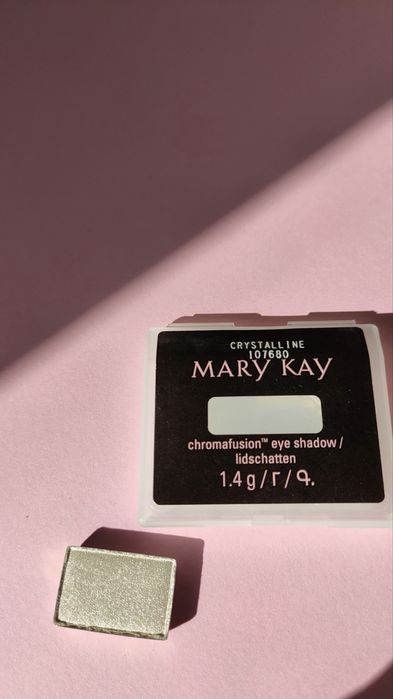 CRYSTALLINE
107680
MARY KAY
chromafusion™ eye shadow /
lidschatten
1.4 g / г / գ.